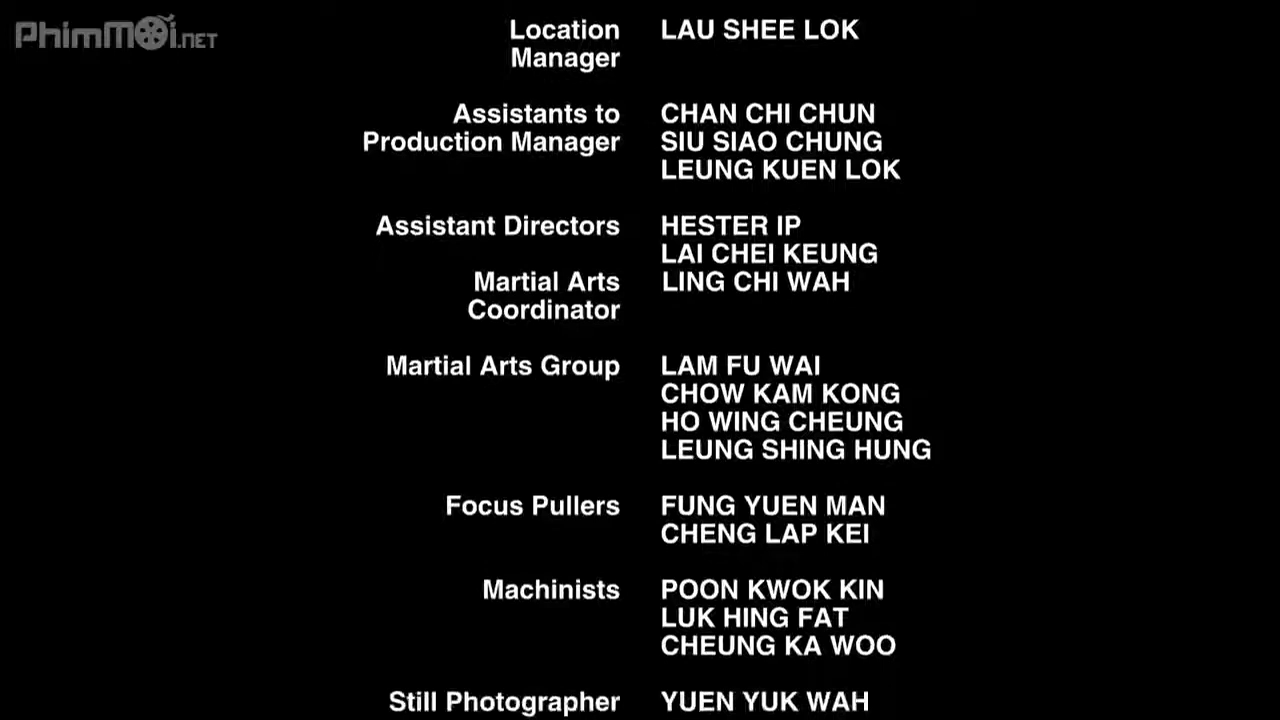 PhimMoi.NET
Location LAU SHEE LOK
Manager
Assistants to CHAN CHI CHUN
Production Manager SIU SIAO CHUNG
LEUNG KUEN LOK
Assistant Directors HESTER IP
LAI CHEI KEUNG
Martial Arts LING CHI WAH
Coordinator
Martial Arts Group LAM FU WAI
CHOW KAM KONG
HO WING CHEUNG
LEUNG SHING HUNG
Focus Pullers FUNG YUEN MAN
CHENG LAP KEI
Machinists POON KWOK KIN
LUK HING FAT
CHEUNG KA WOO
Still Photographer YUEN YUK WAH